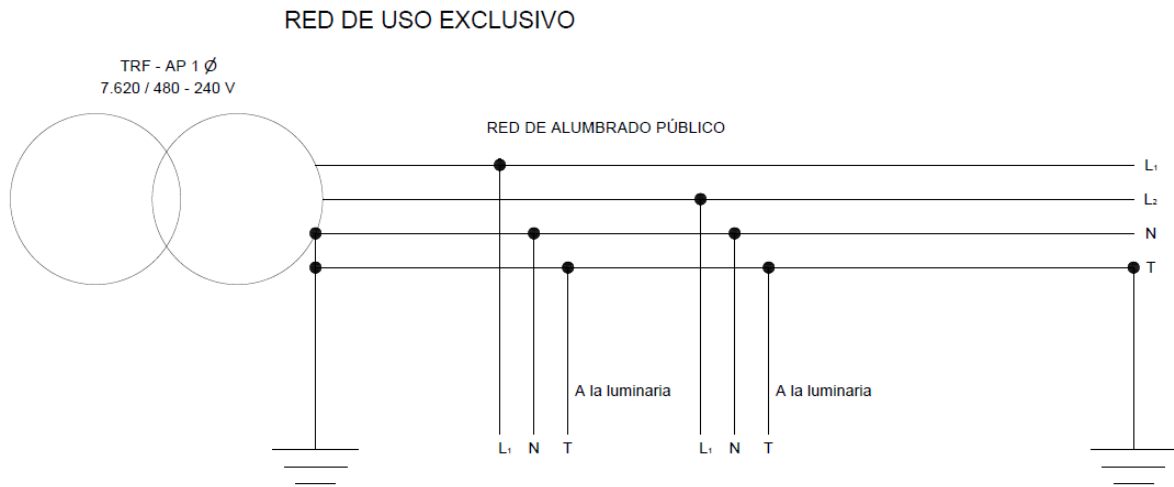 RED DE USO EXCLUSIVO
TRF - AP 1 Ø
7.620 / 480 - 240 V
RED DE ALUMBRADO PÚBLICO
L₁
L₂
N
T
A la luminaria
A la luminaria
L₁ N T
L₁ N T